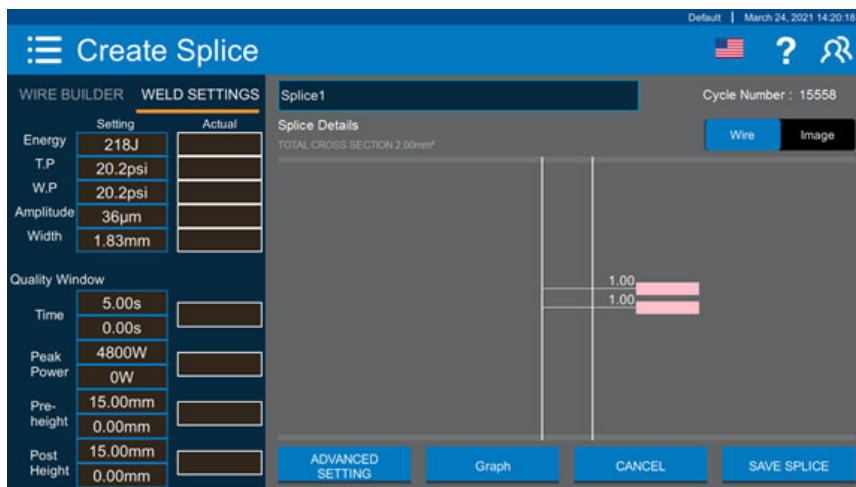 Default | March 24, 2021 14:20:18
Create Splice
?
WIRE BUILDER WELD SETTINGS
Splice1
Cycle Number : 15558
Setting Actual
Splice Details
TOTAL CROSS SECTION 2.00mm²
Wire Image
Energy 218J
T.P 20.2psi
W.P 20.2psi
Amplitude 36µm
Width 1.83mm
1.00
1.00
Quality Window
Time 5.00s
0.00s
Peak Power 4800W
0W
Pre-height 15.00mm
0.00mm
Post Height 15.00mm
0.00mm
ADVANCED SETTING
Graph
CANCEL
SAVE SPLICE